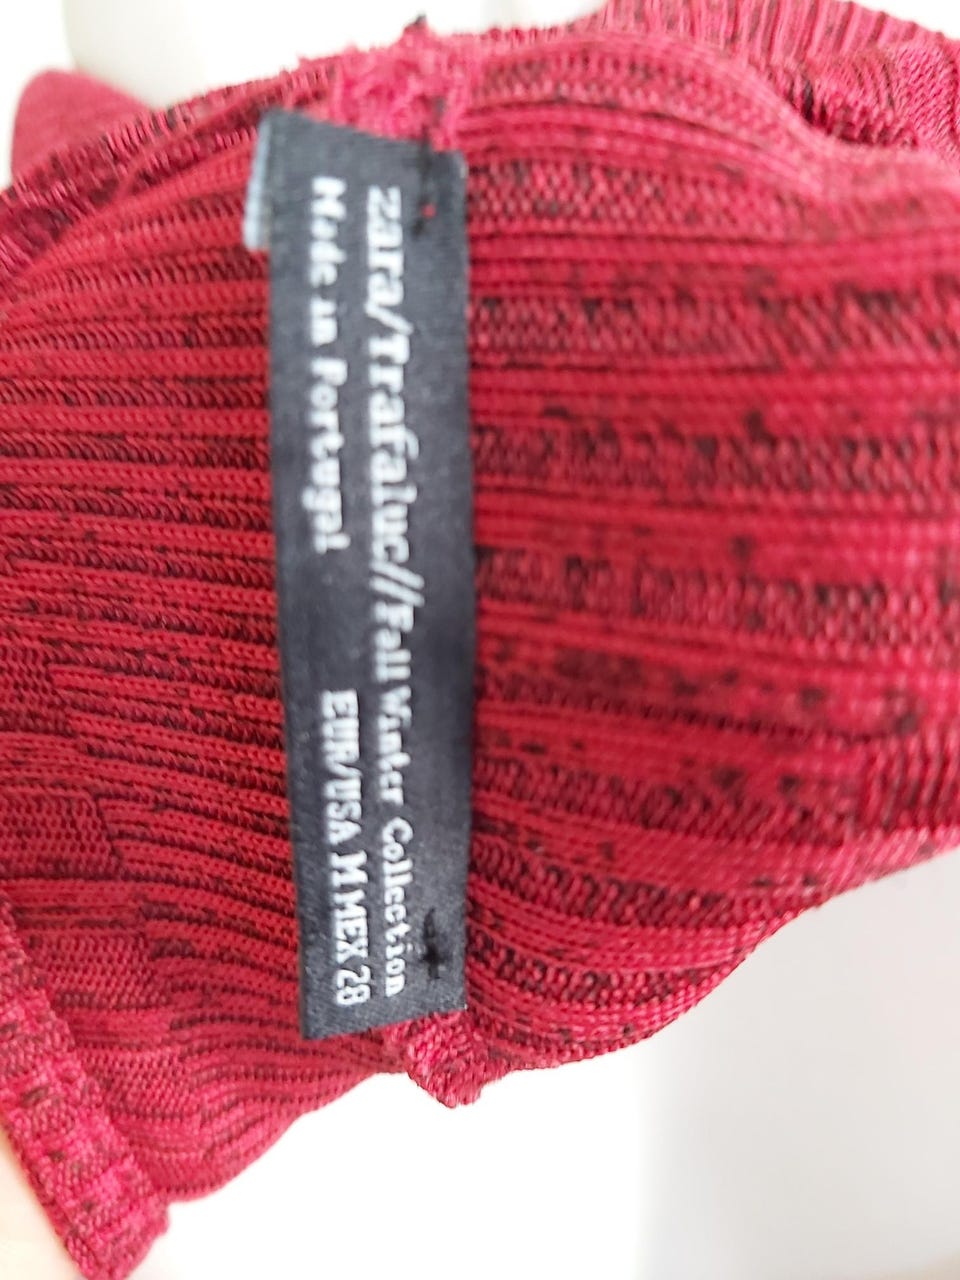 zara/Trafaluc//Fall Winter Collection
Made in Portugal EUR/USA M MEX 28